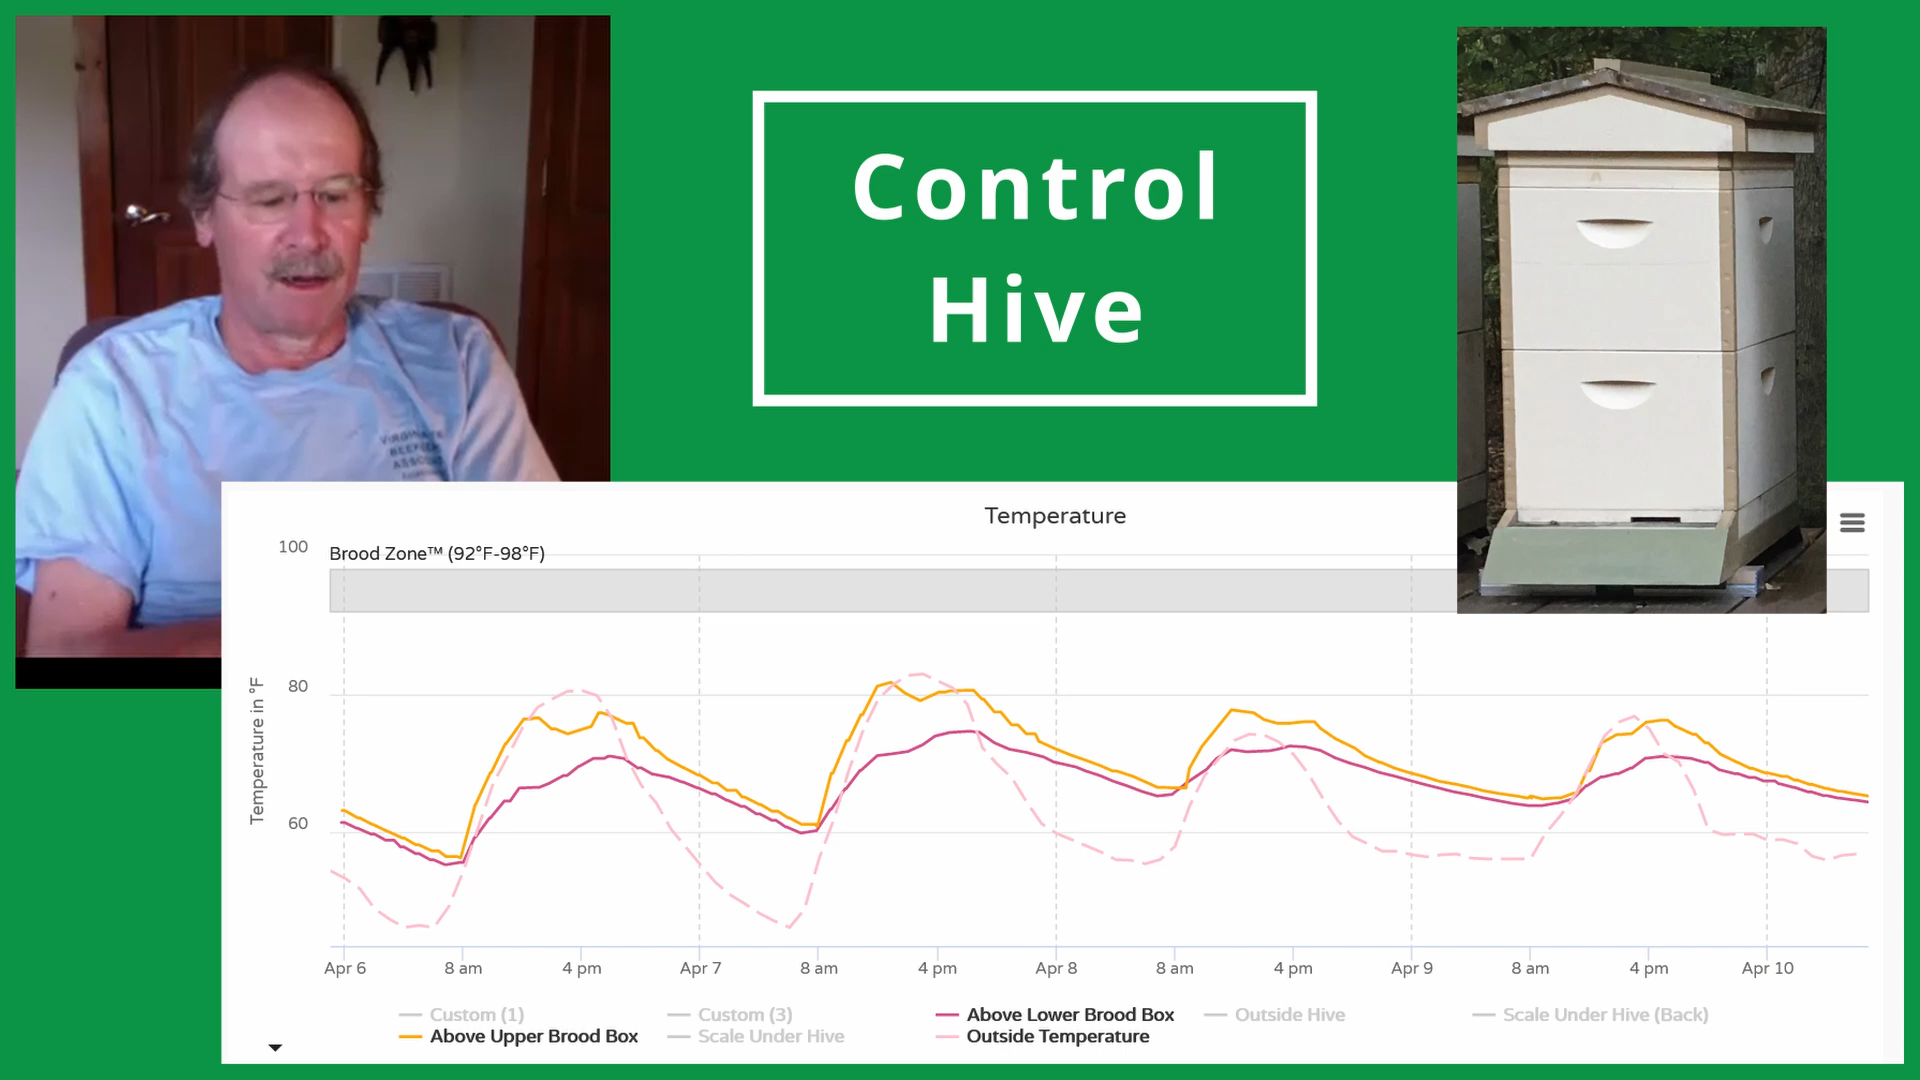 Control
Hive
VIRGINIA
Temperature
100
Brood Zone™ (92°F-98°F)
80
60
Temperature in °F
Apr 6
8 am
4 pm
Apr 7
8 am
4 pm
Apr 8
8 am
4 pm
Apr 9
8 am
4 pm
Apr 10
Custom (1)
Custom (3)
Above Lower Brood Box
Outside Hive
Scale Under Hive (Back)
Above Upper Brood Box
Scale Under Hive
Outside Temperature